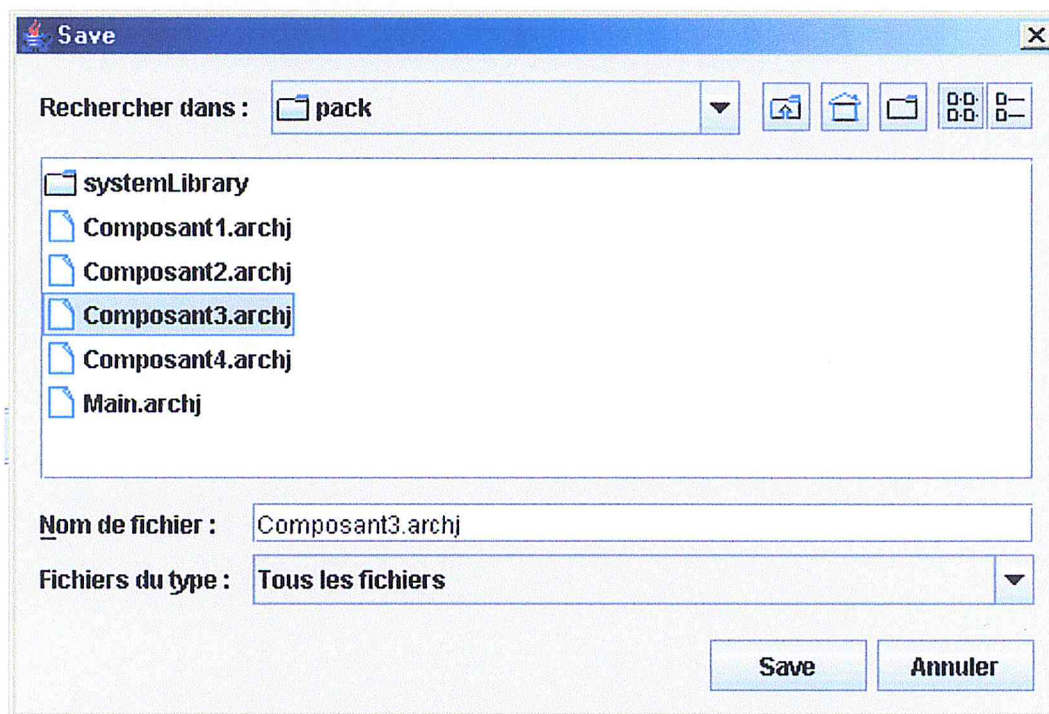 Save
Rechercher dans : pack
systemLibrary
Composant1.archj
Composant2.archj
Composant3.archj
Composant4.archj
Main.archj
Nom de fichier : Composant3.archj
Fichiers du type : Tous les fichiers
Save Annuler